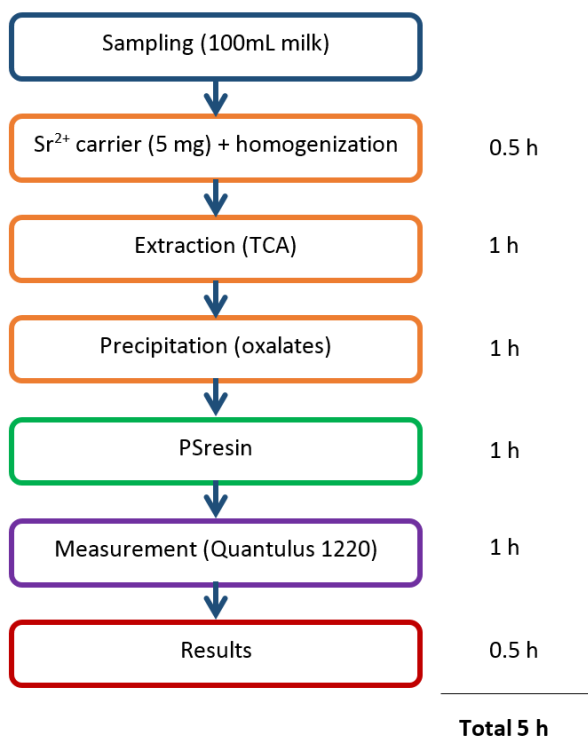 Sampling (100mL milk)
Sr²⁺ carrier (5 mg) + homogenization 0.5 h
Extraction (TCA) 1 h
Precipitation (oxalates) 1 h
PSresin 1 h
Measurement (Quantulus 1220) 1 h
Results 0.5 h
Total 5 h